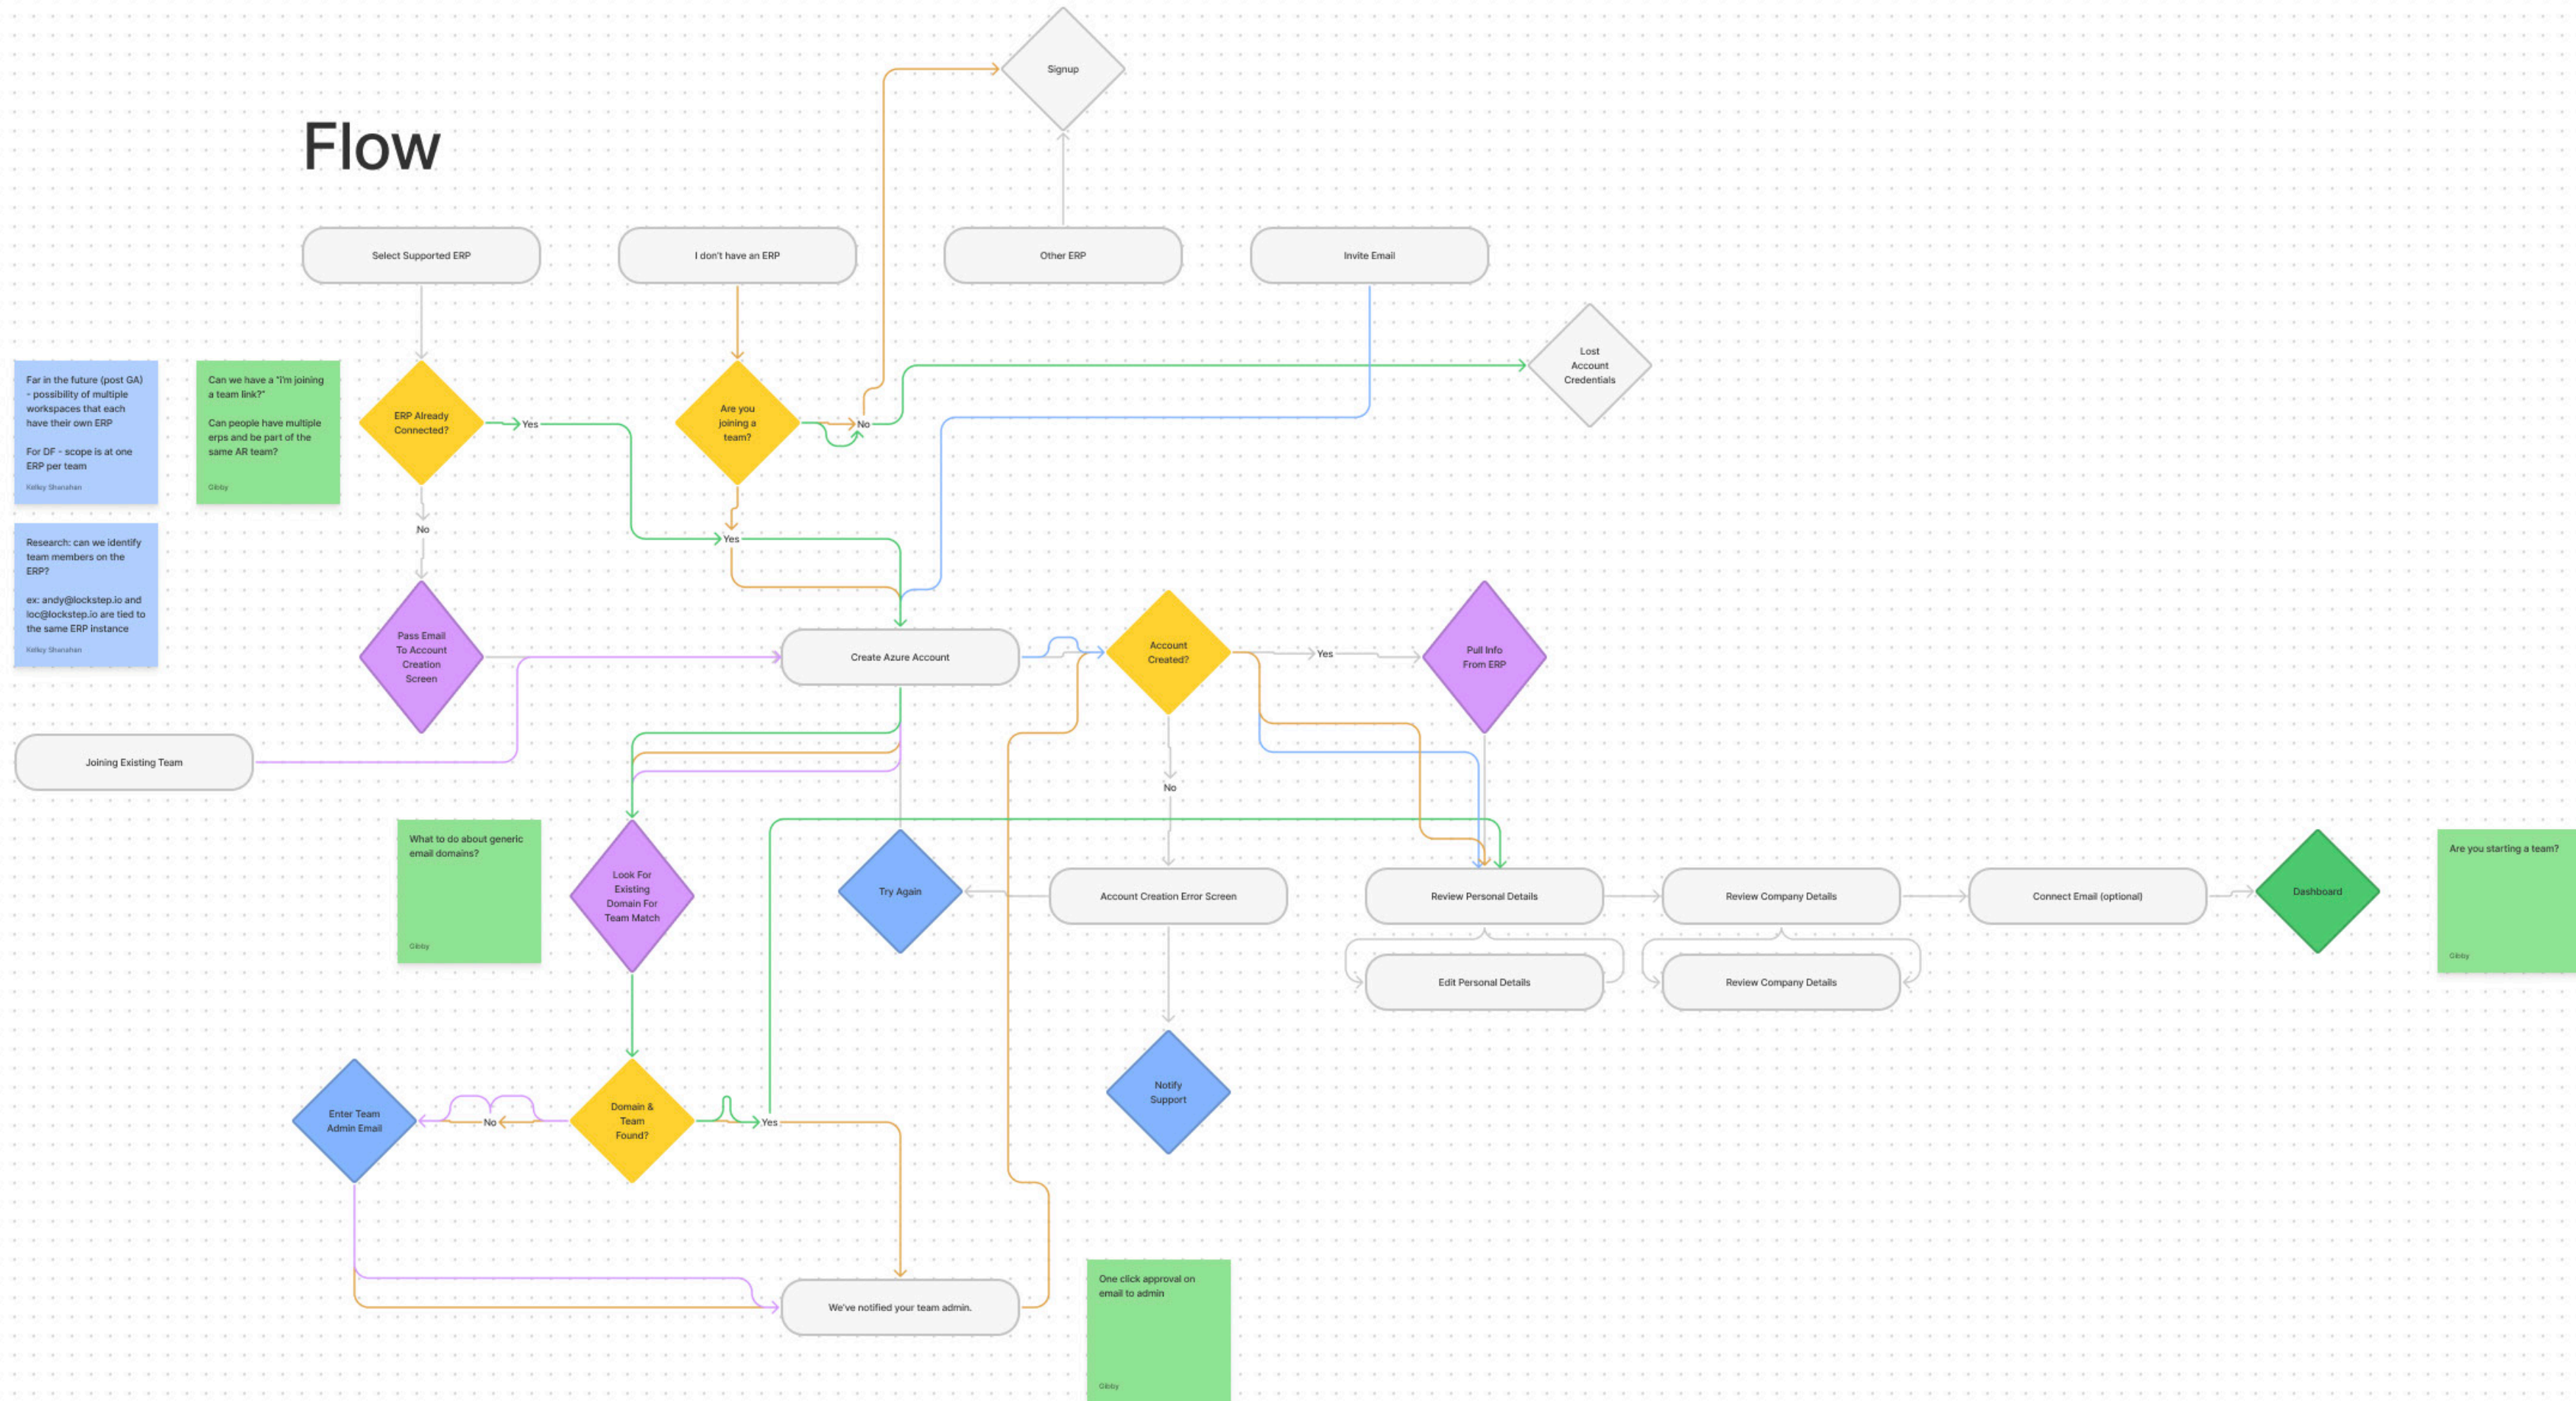 Signup
Flow
Select Supported ERP
I don't have an ERP
Other ERP
Invite Email
Lost
Account
Credentials
Far in the future (post GA)
- possibility of multiple
workspaces that each
have their own ERP
For DF - scope is at one
ERP per team
Kelley Shanahan
Can we have a "I'm joining
a team link?"
Can people have multiple
erps and be part of the
same AR team?
Gibby
ERP Already
Connected?
Yes
Are you
joining a
team?
No
No
Yes
Research: can we identify
team members on the
ERP?
ex: andy@lockstep.io and
loc@lockstep.io are tied to
the same ERP instance
Kelley Shanahan
Pass Email
To Account
Creation
Screen
Create Azure Account
Account
Created?
Yes
Pull Info
From ERP
Joining Existing Team
No
What to do about generic
email domains?
Gibby
Look For
Existing
Domain For
Team Match
Try Again
Account Creation Error Screen
Review Personal Details
Review Company Details
Connect Email (optional)
Dashboard
Are you starting a team?
Gibby
Edit Personal Details
Review Company Details
Enter Team
Admin Email
No
Domain &
Team
Found?
Yes
Notify
Support
We've notified your team admin.
One click approval on
email to admin
Gibby